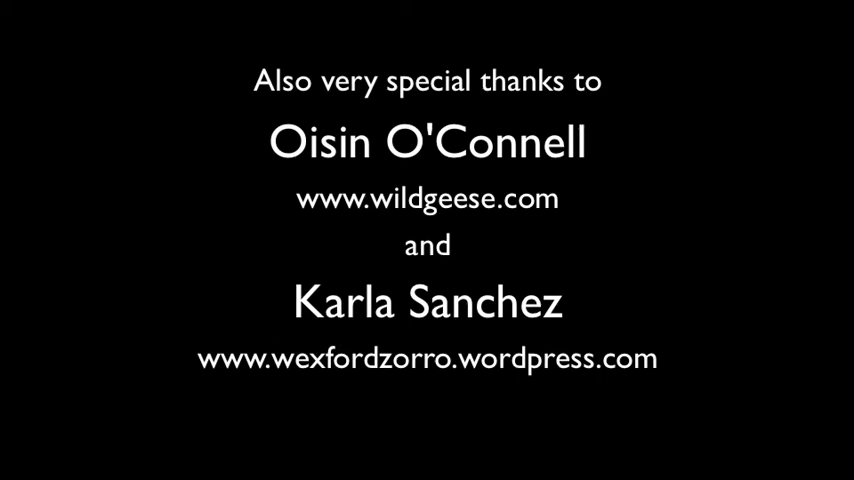 Also very special thanks to
Oisin O'Connell
www.wildgeese.com
and
Karla Sanchez
www.wexfordzorro.wordpress.com